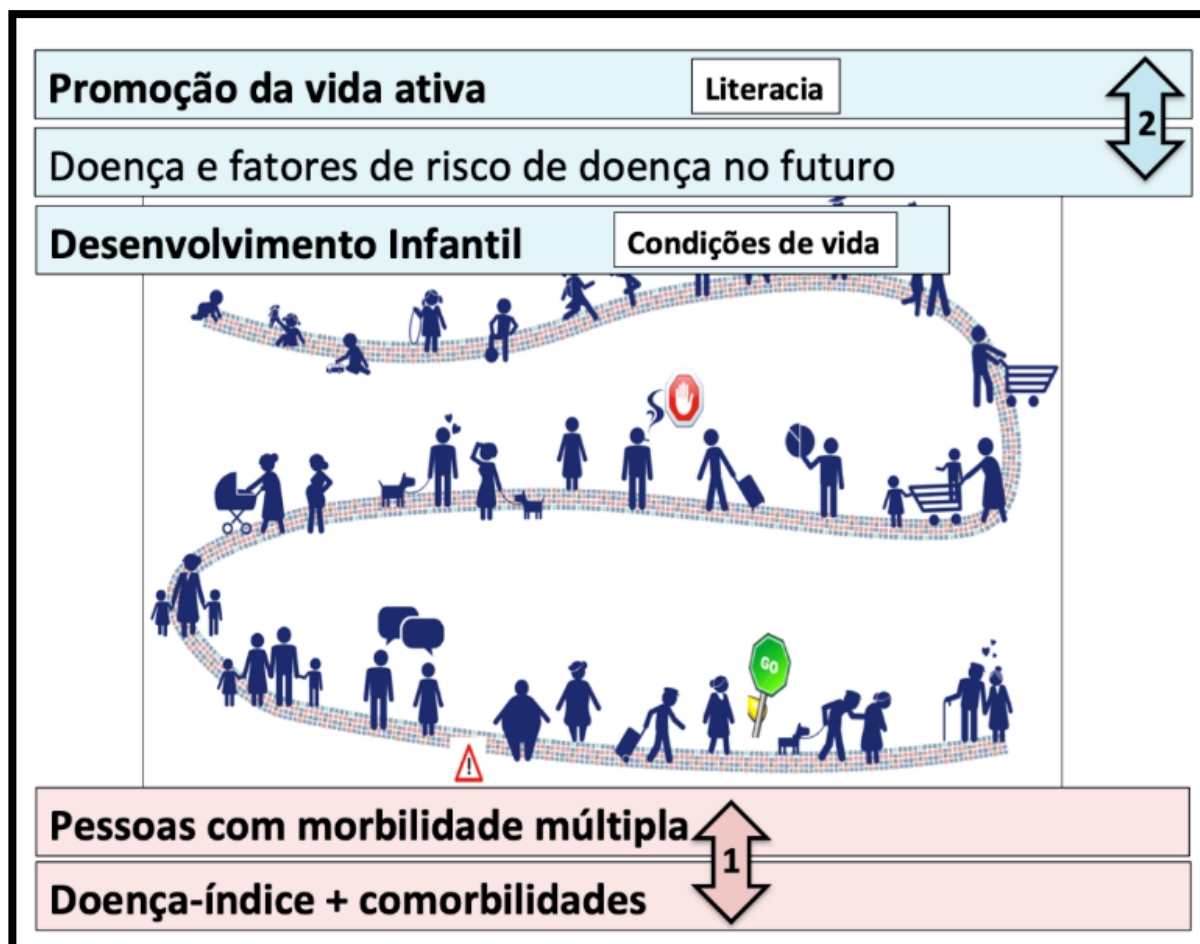 Promoção da vida ativa
Literacia
2
Doença e fatores de risco de doença no futuro
Desenvolvimento Infantil
Condições de vida
GO
!
Pessoas com morbilidade múltipla
1
Doença-índice + comorbilidades